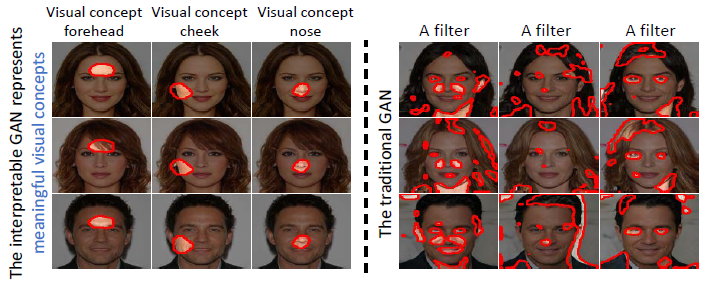 The interpretable GAN represents
meaningful visual concepts
Visual concept
forehead
Visual concept
cheek
Visual concept
nose
The traditional GAN
A filter
A filter
A filter